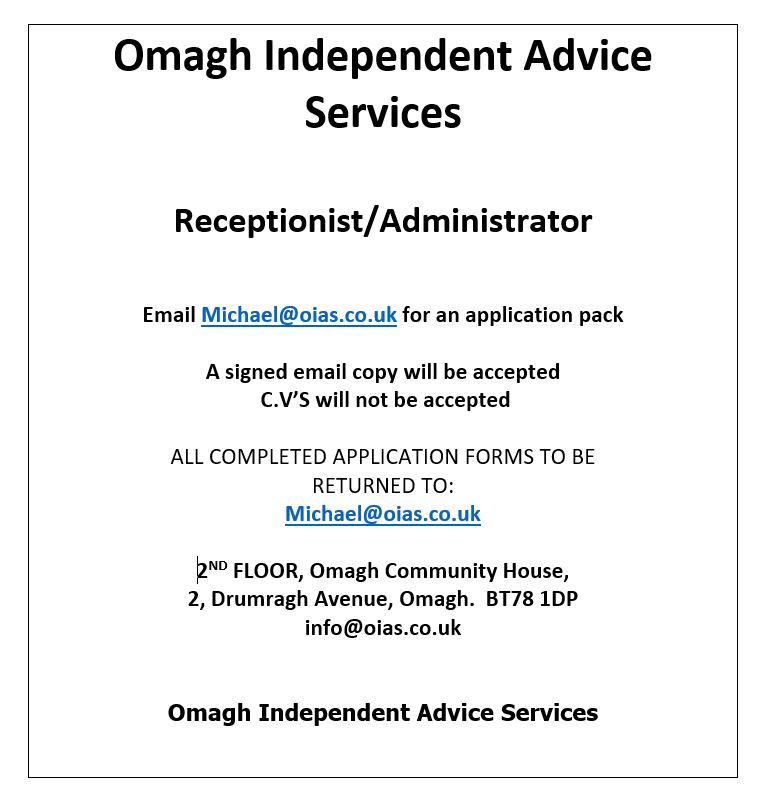 Omagh Independent Advice
Services
Receptionist/Administrator
Email Michael@oias.co.uk for an application pack
A signed email copy will be accepted
C.V’S will not be accepted
ALL COMPLETED APPLICATION FORMS TO BE
RETURNED TO:
Michael@oias.co.uk
2ND FLOOR, Omagh Community House,
2, Drumragh Avenue, Omagh.  BT78 1DP
info@oias.co.uk
Omagh Independent Advice Services